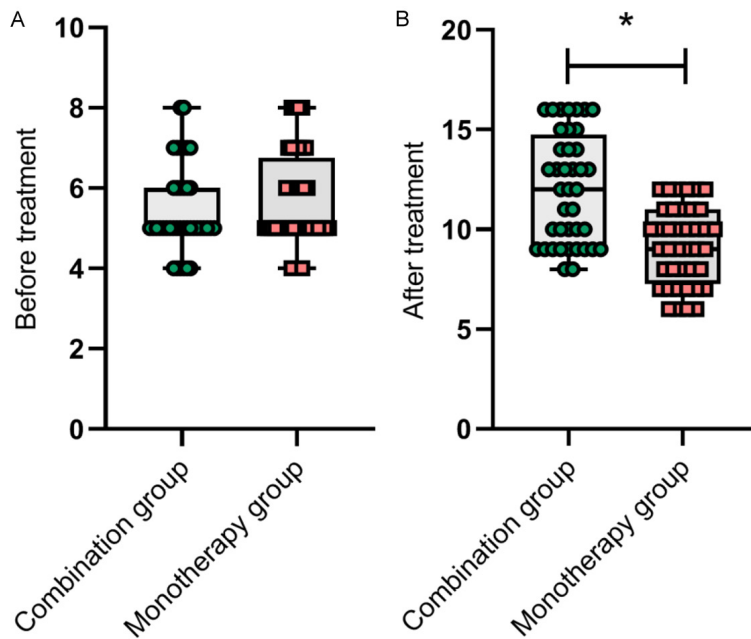 A
Before treatment
10
8
6
4
2
0
Combination group
Monotherapy group
B
After treatment
20
15
10
5
0
*
Combination group
Monotherapy group